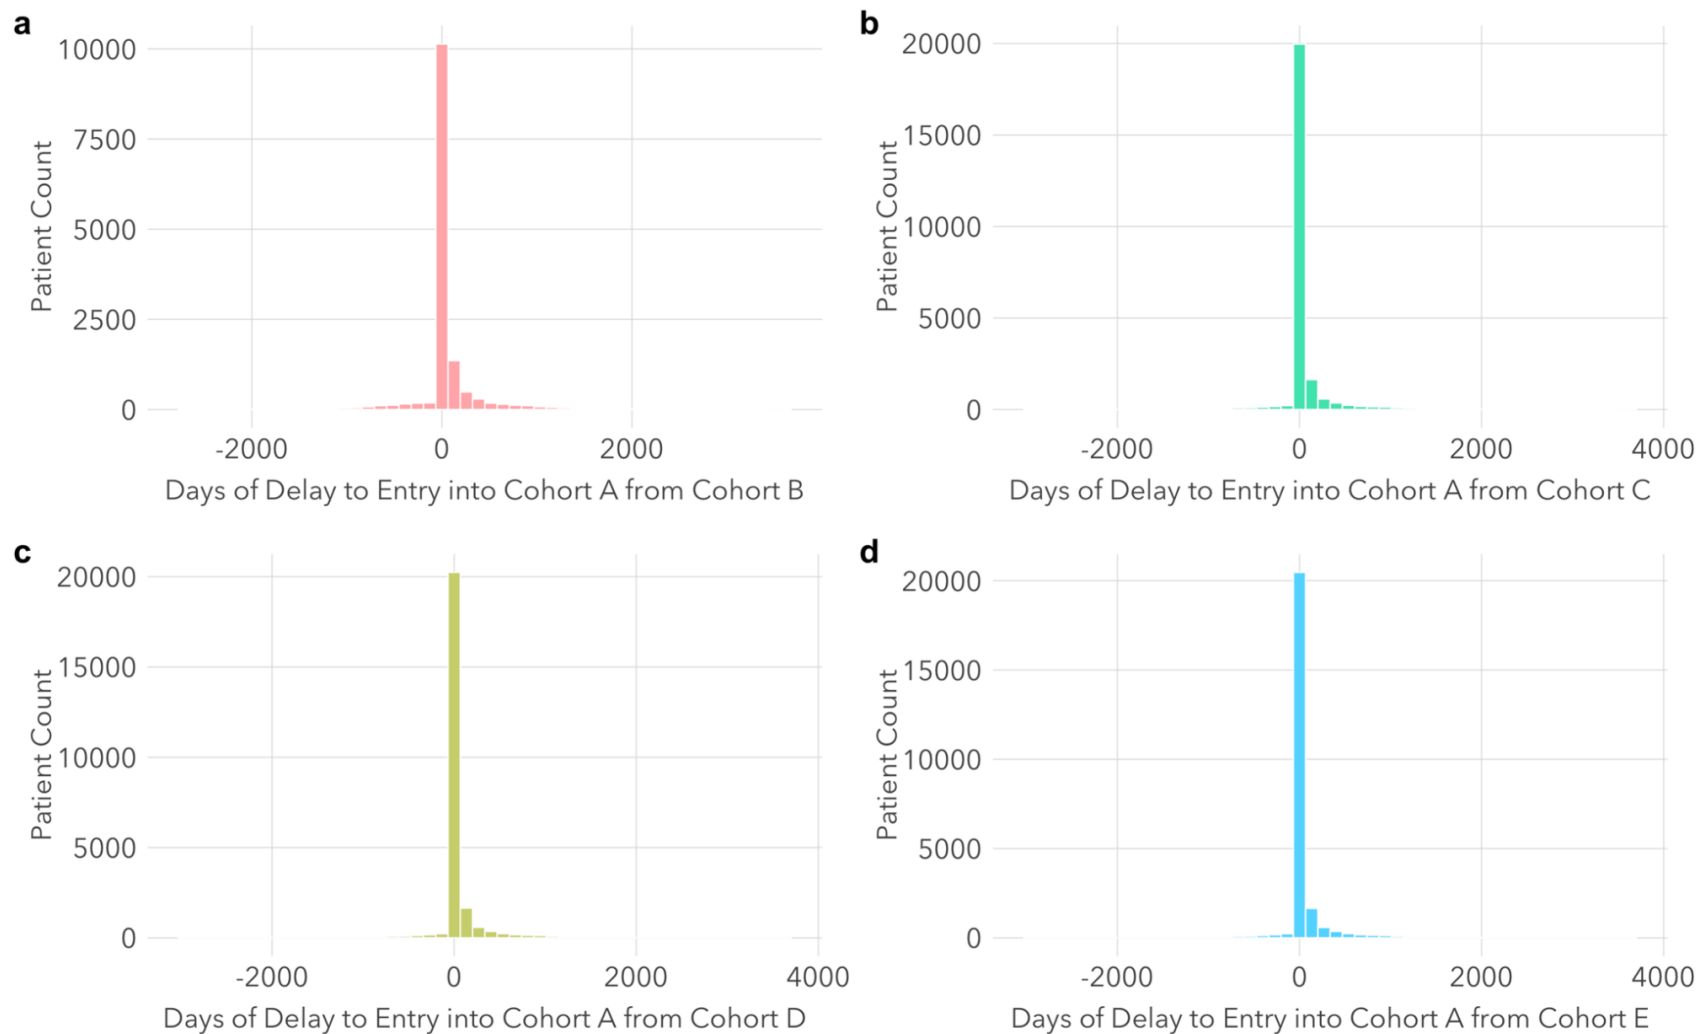 a
10000
7500
5000
2500
0
Patient Count
-2000 0 2000
Days of Delay to Entry into Cohort A from Cohort B
b
20000
15000
10000
5000
0
Patient Count
-2000 0 2000 4000
Days of Delay to Entry into Cohort A from Cohort C
c
20000
15000
10000
5000
0
Patient Count
-2000 0 2000 4000
Days of Delay to Entry into Cohort A from Cohort D
d
20000
15000
10000
5000
0
Patient Count
-2000 0 2000 4000
Days of Delay to Entry into Cohort A from Cohort E